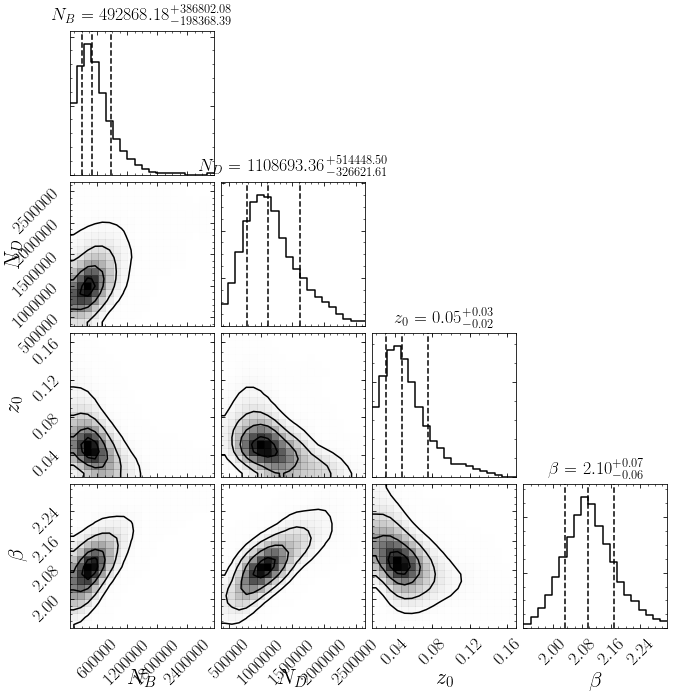 N_B = 492868.18^{+386802.08}_{-198368.39}
N_D = 1108693.36^{+514448.50}_{-326621.61}
N_D
2500000
2000000
1500000
1000000
500000
z_0 = 0.05^{+0.03}_{-0.02}
z_0
0.16
0.12
0.08
0.04
β = 2.10^{+0.07}_{-0.06}
β
2.24
2.16
2.08
2.00
600000 1200000 1800000 2400000
500000 1000000 1500000 2000000 2500000
0.04 0.08 0.12 0.16
2.00 2.08 2.16 2.24
N_B N_D z_0 β